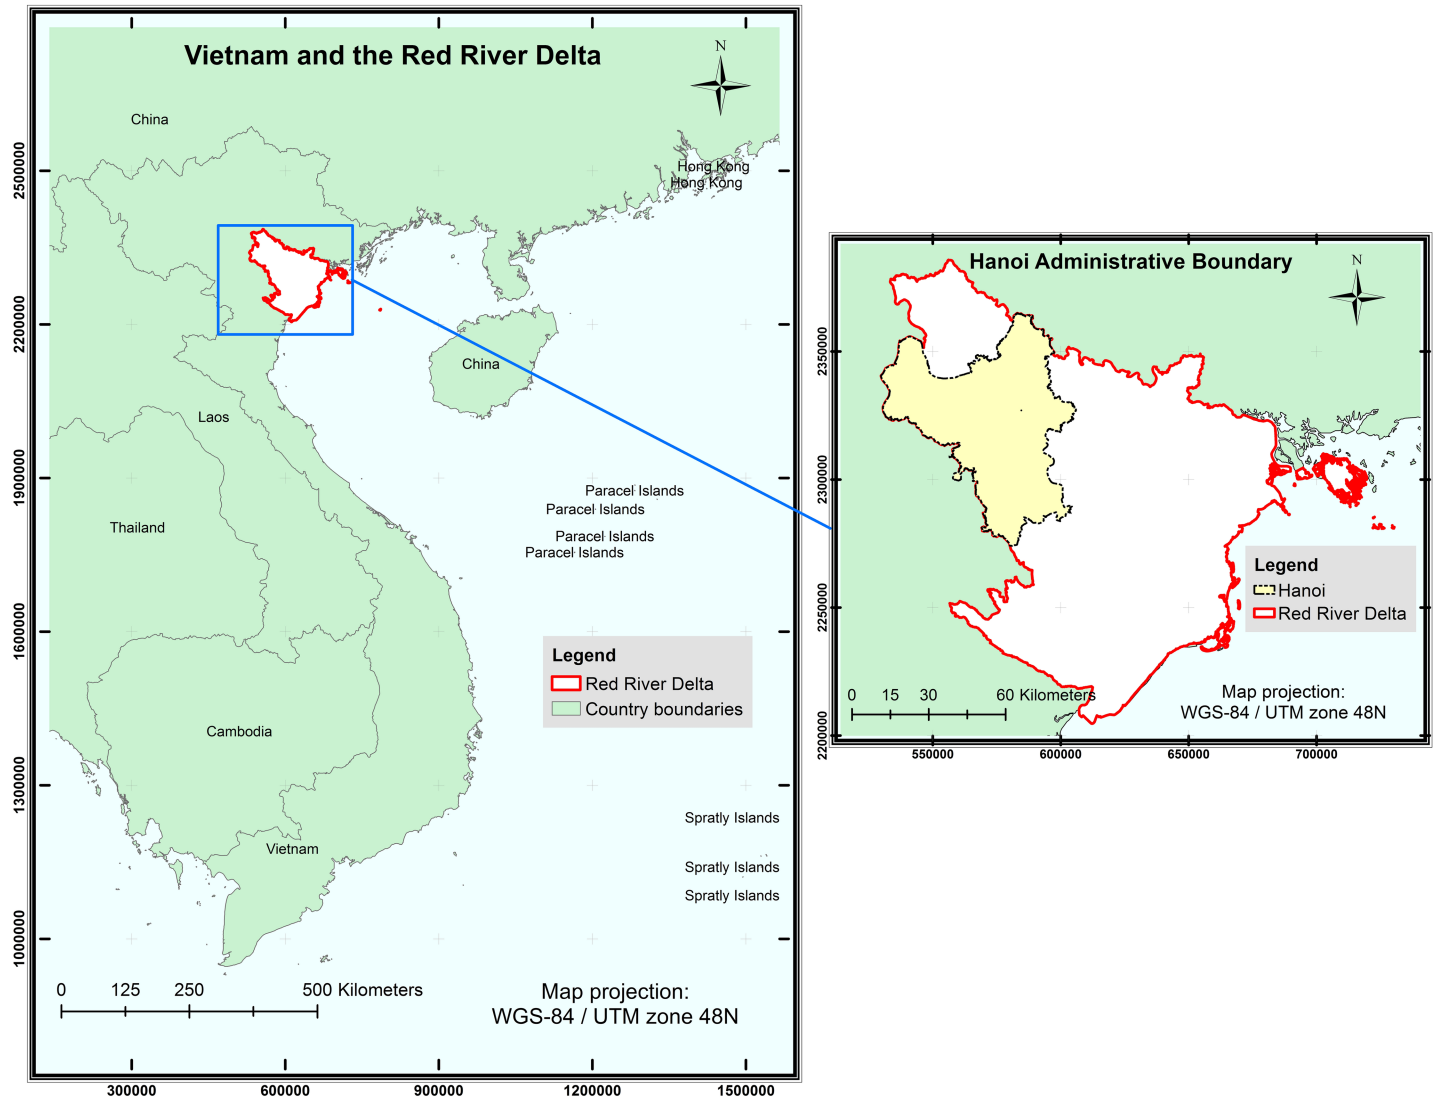 Vietnam and the Red River Delta
N
China
Hong Kong
Hong Kong
China
Laos
Paracel Islands
Paracel Islands
Thailand
Paracel Islands
Paracel Islands
Legend
Red River Delta
Country boundaries
Cambodia
Spratly Islands
Vietnam
Spratly Islands
Spratly Islands
0 125 250 500 Kilometers
Map projection:
WGS-84 / UTM zone 48N
2500000
2200000
1900000
1600000
1300000
1000000
300000 600000 900000 1200000 1500000
Hanoi Administrative Boundary
N
Legend
Hanoi
Red River Delta
0 15 30 60 Kilometers
Map projection:
WGS-84 / UTM zone 48N
2350000
2300000
2250000
2200000
550000 600000 650000 700000